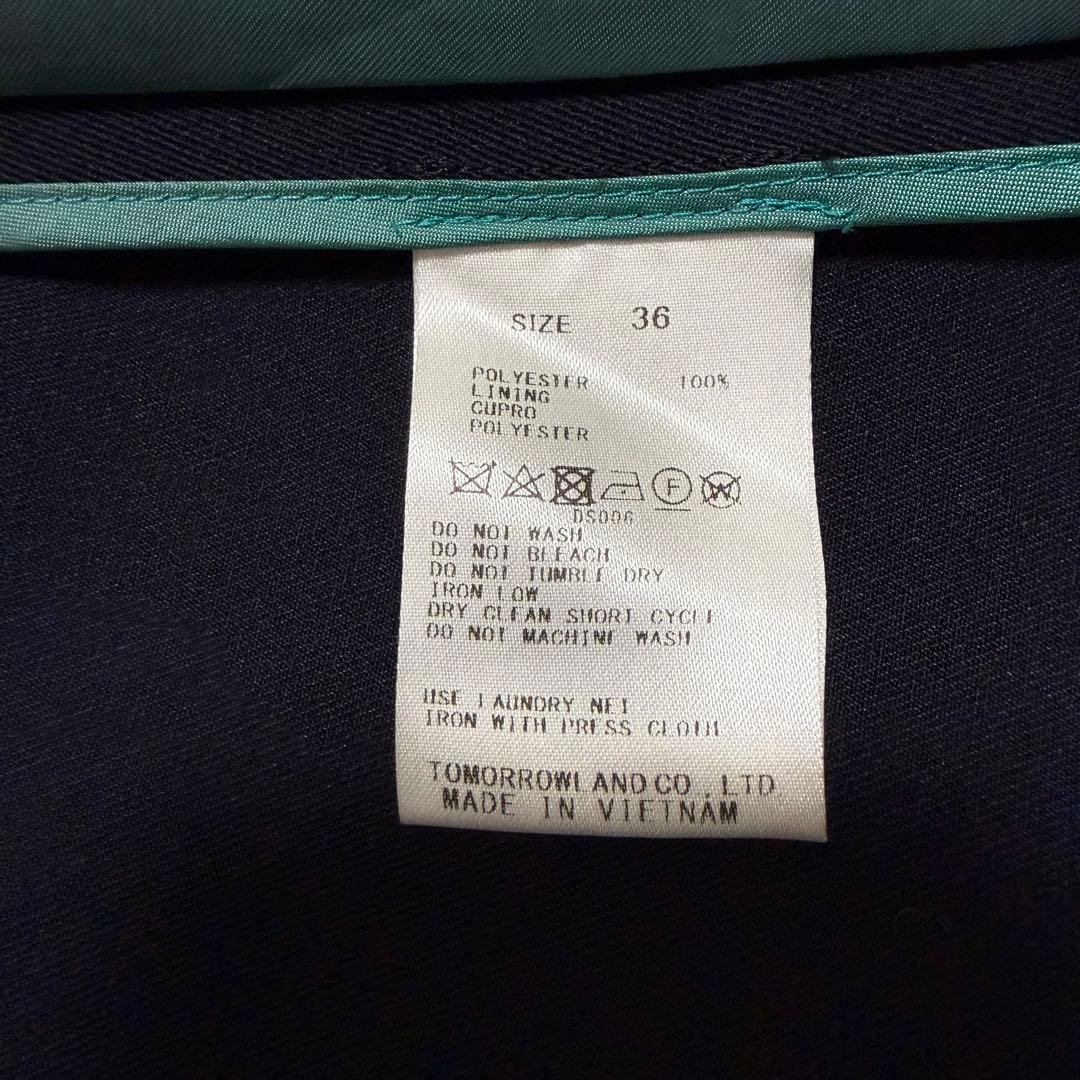 SIZE 36
POLYESTER 100%
LINING
CUPRO
POLYESTER
F
W
DS006
DO NOT WASH
DO NOT BLEACH
DO NOT TUMBLE DRY
IRON LOW
DRY CLEAN SHORT CYCLE
DO NOT MACHINE WASH
USE LAUNDRY NET
IRON WITH PRESS CLOTH
TOMORROWLAND CO.,LTD
MADE IN VIETNAM